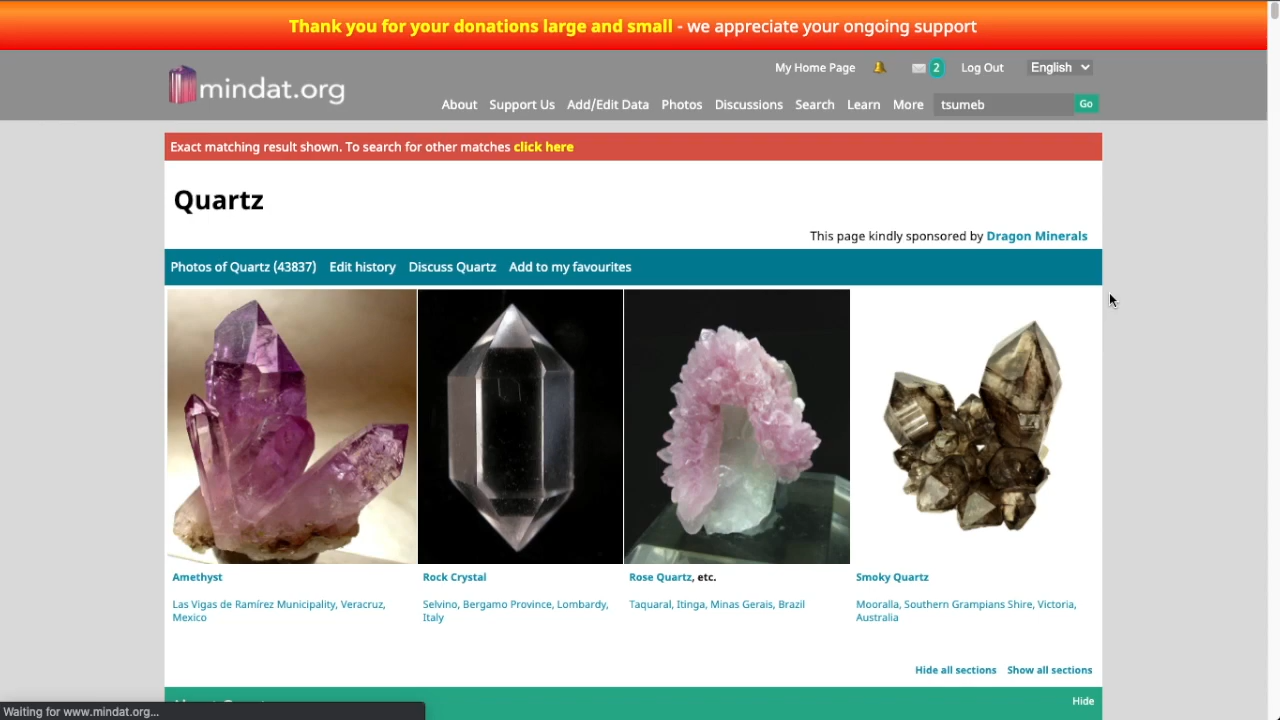 Thank you for your donations large and small - we appreciate your ongoing support
My Home Page 2 Log Out English
mindat.org
About Support Us Add/Edit Data Photos Discussions Search Learn More tsumeb Go
Exact matching result shown. To search for other matches click here
Quartz
This page kindly sponsored by Dragon Minerals
Photos of Quartz (43837) Edit history Discuss Quartz Add to my favourites
Amethyst
Las Vigas de Ramírez Municipality, Veracruz,
Mexico
Rock Crystal
Selvino, Bergamo Province, Lombardy,
Italy
Rose Quartz, etc.
Taquaral, Itinga, Minas Gerais, Brazil
Smoky Quartz
Mooralla, Southern Grampians Shire, Victoria,
Australia
Hide all sections Show all sections
Hide
Waiting for www.mindat.org...